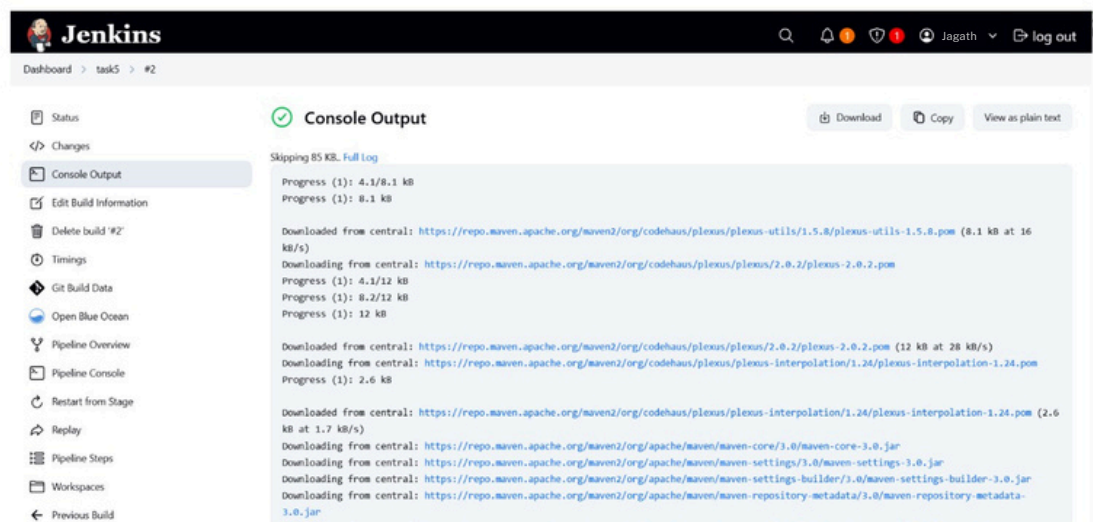 Jenkins
1
1
Jagath
log out
Dashboard > task5 > #2
Status
Changes
Console Output
Edit Build Information
Delete build '#2'
Timings
Git Build Data
Open Blue Ocean
Pipeline Overview
Pipeline Console
Restart from Stage
Replay
Pipeline Steps
Workspaces
Previous Build
Console Output
Download
Copy
View as plain text
Skipping 85 KB.. Full Log
Progress (1): 4.1/8.1 kB
Progress (1): 8.1 kB
Downloaded from central: https://repo.maven.apache.org/maven2/org/codehaus/plexus/plexus-utils/1.5.8/plexus-utils-1.5.8.pom (8.1 kB at 16
kB/s)
Downloading from central: https://repo.maven.apache.org/maven2/org/codehaus/plexus/plexus/2.0.2/plexus-2.0.2.pom
Progress (1): 4.1/12 kB
Progress (1): 8.2/12 kB
Progress (1): 12 kB
Downloaded from central: https://repo.maven.apache.org/maven2/org/codehaus/plexus/plexus/2.0.2/plexus-2.0.2.pom (12 kB at 28 kB/s)
Downloading from central: https://repo.maven.apache.org/maven2/org/codehaus/plexus/plexus-interpolation/1.24/plexus-interpolation-1.24.pom
Progress (1): 2.6 kB
Downloaded from central: https://repo.maven.apache.org/maven2/org/codehaus/plexus/plexus-interpolation/1.24/plexus-interpolation-1.24.pom (2.6
kB at 1.7 kB/s)
Downloading from central: https://repo.maven.apache.org/maven2/org/apache/maven/maven-core/3.0/maven-core-3.0.jar
Downloading from central: https://repo.maven.apache.org/maven2/org/apache/maven/maven-settings/3.0/maven-settings-3.0.jar
Downloading from central: https://repo.maven.apache.org/maven2/org/apache/maven/maven-settings-builder/3.0/maven-settings-builder-3.0.jar
Downloading from central: https://repo.maven.apache.org/maven2/org/apache/maven/maven-repository-metadata/3.0/maven-repository-metadata-
3.0.jar